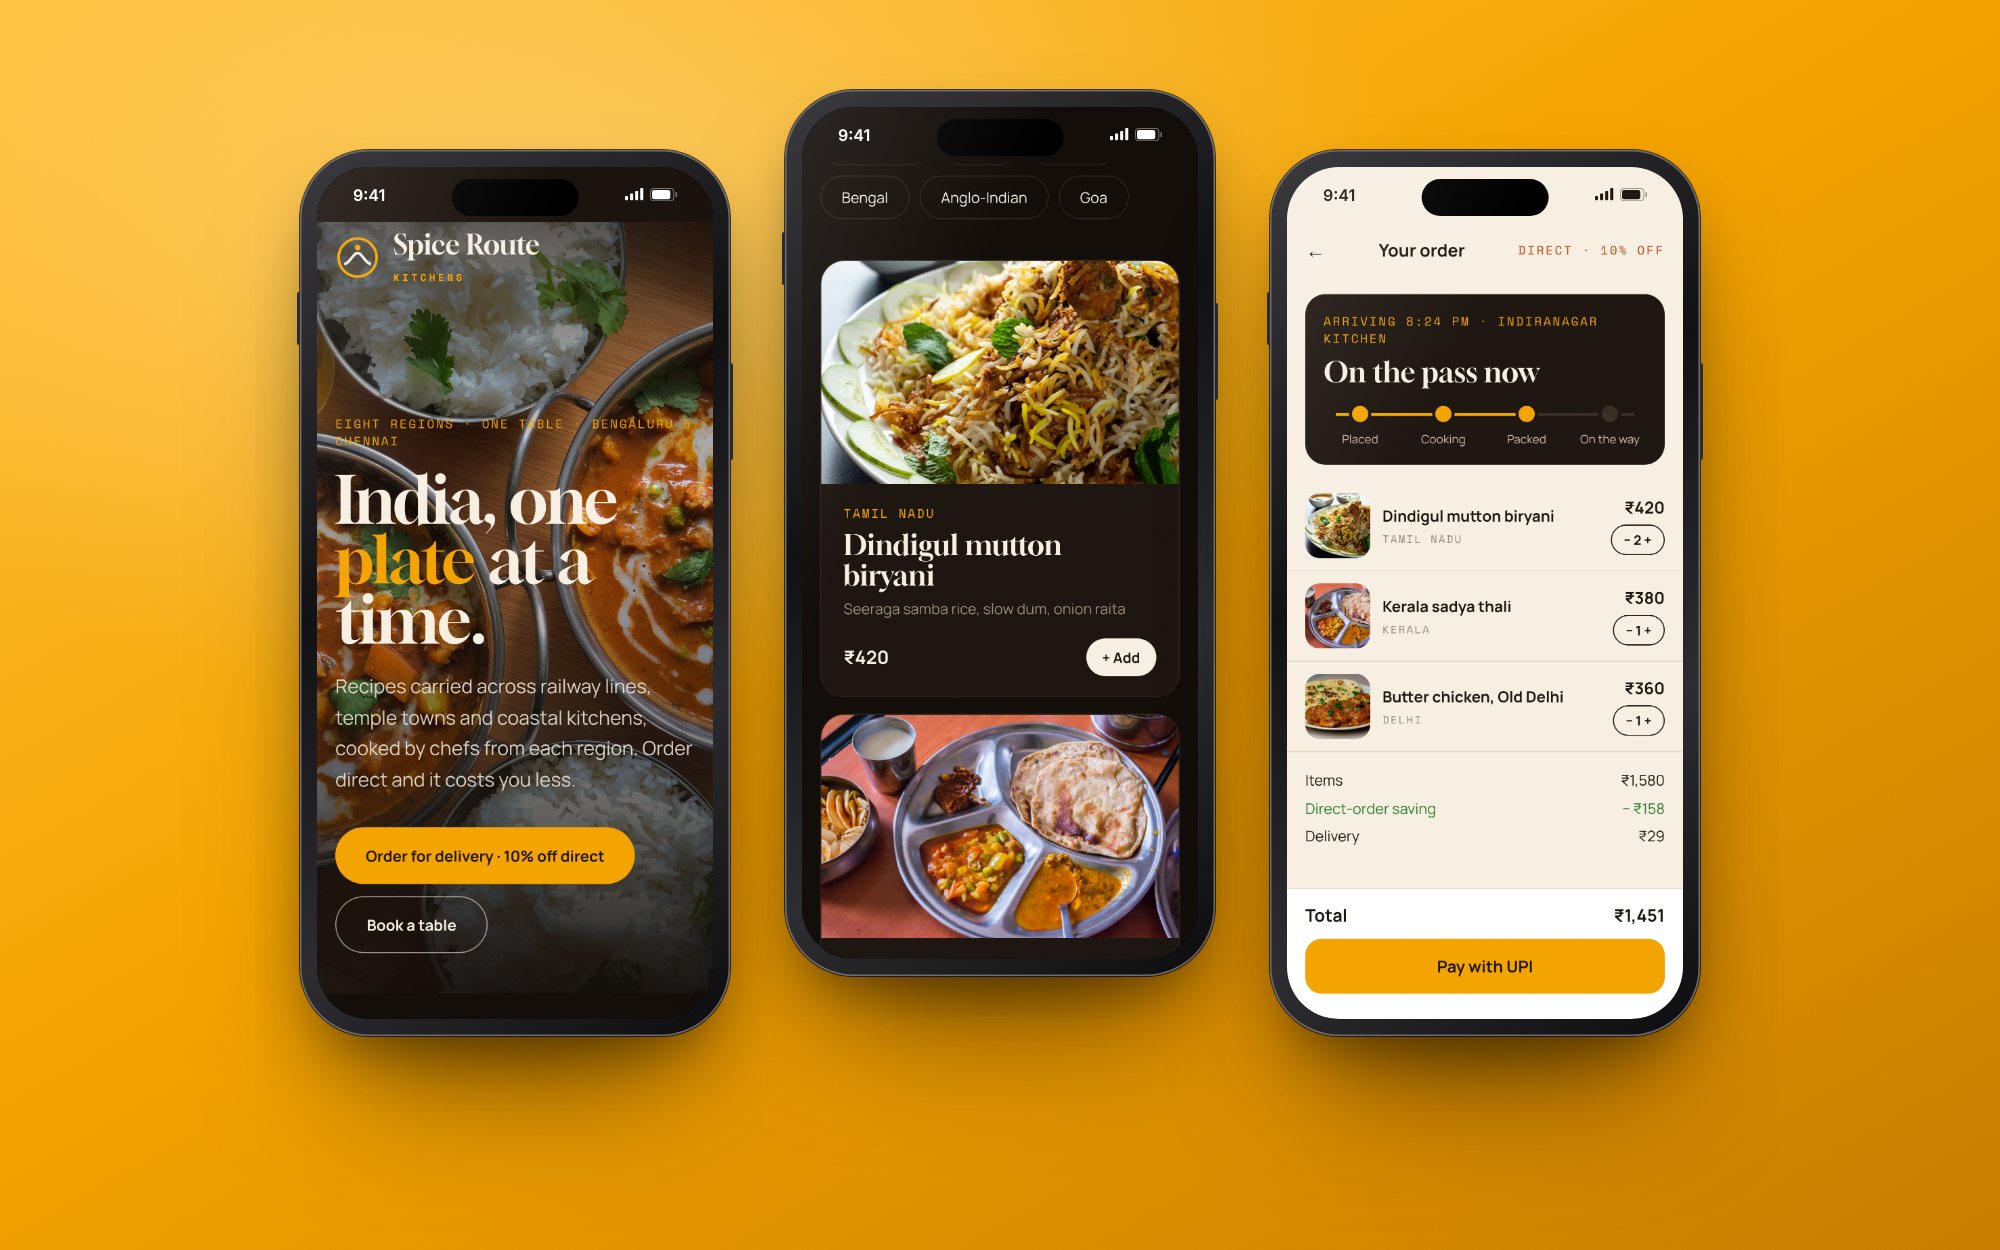 9:41
Spice Route
KITCHENS
EIGHT REGIONS · ONE TABLE · BENGALURU &
CHENNAI
India, one
plate at a
time.
Recipes carried across railway lines,
temple towns and coastal kitchens,
cooked by chefs from each region. Order
direct and it costs you less.
Order for delivery · 10% off direct
Book a table
9:41
Bengal
Anglo-Indian
Goa
TAMIL NADU
Dindigul mutton
biryani
Seeraga samba rice, slow dum, onion raita
₹420
+ Add
9:41
← Your order DIRECT · 10% OFF
ARRIVING 8:24 PM · INDIRANAGAR
KITCHEN
On the pass now
Placed Cooking Packed On the way
Dindigul mutton biryani ₹420
TAMIL NADU − 2 +
Kerala sadya thali ₹380
KERALA − 1 +
Butter chicken, Old Delhi ₹360
DELHI − 1 +
Items ₹1,580
Direct-order saving − ₹158
Delivery ₹29
Total ₹1,451
Pay with UPI